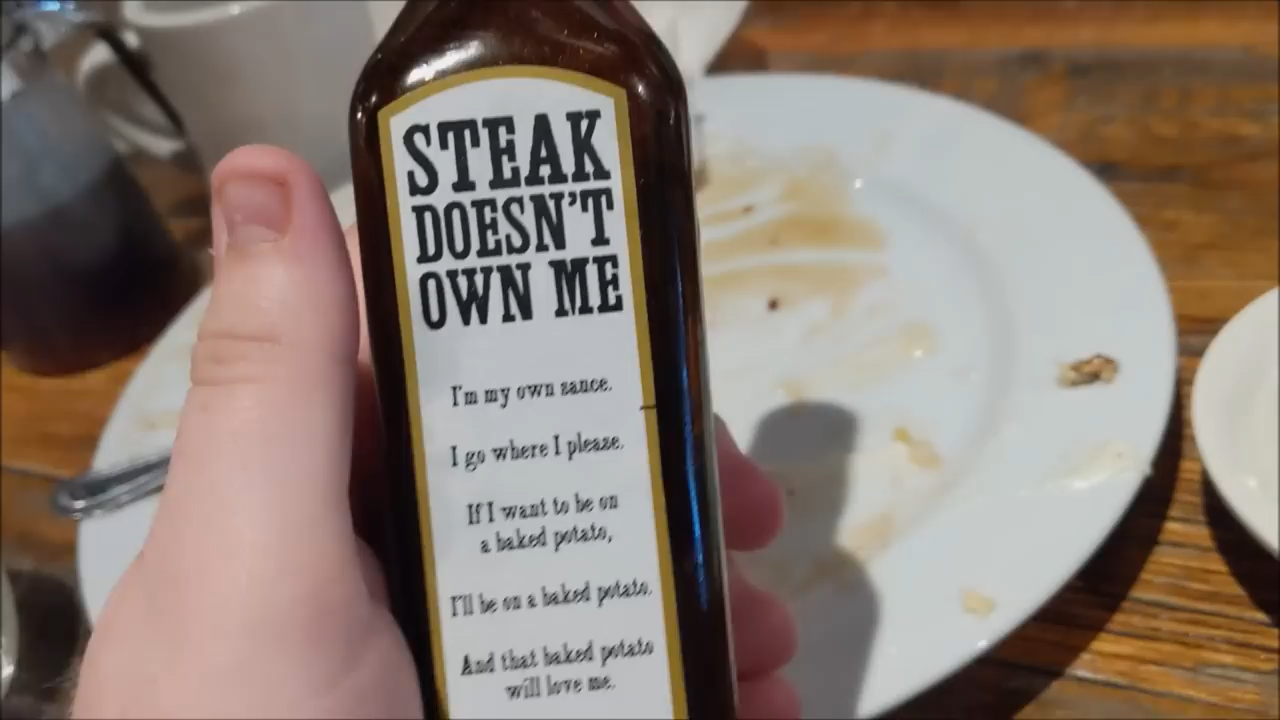 STEAK
DOESN'T
OWN ME
I'm my own sauce.
I go where I please.
If I want to be on
a baked potato,
I'll be on a baked potato.
And that baked potato
will love me.